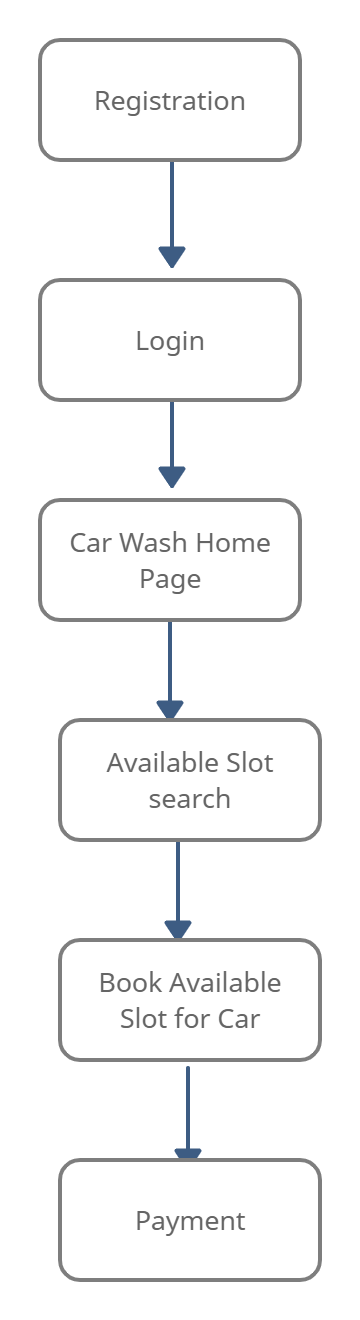 Registration
Login
Car Wash Home
Page
Available Slot
search
Book Available
Slot for Car
Payment